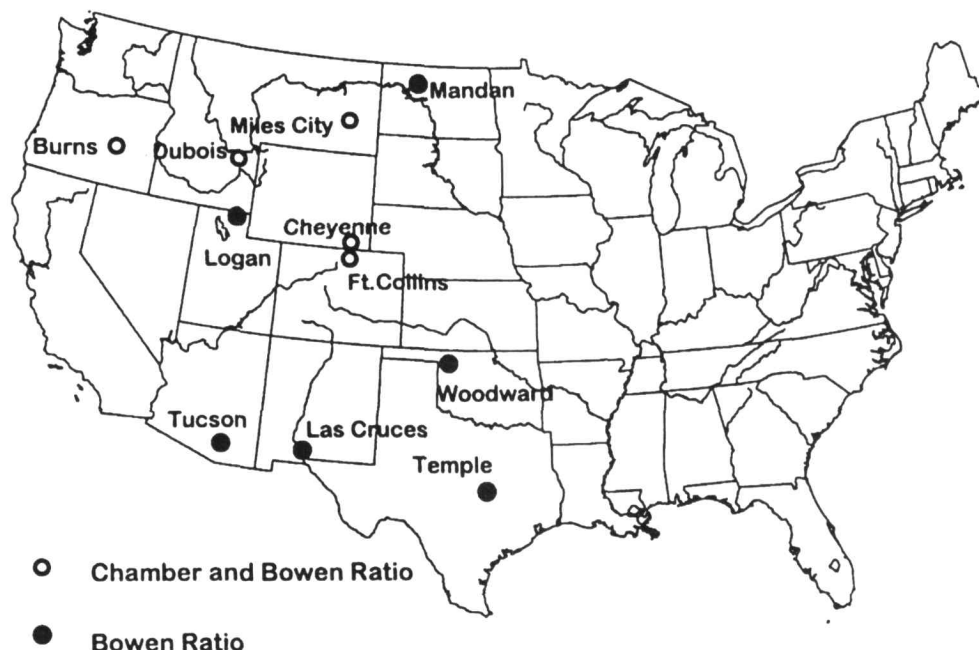 Mandan
Miles City
Burns
Dubois
Cheyenne
Logan
Ft.Collins
Woodward
Tucson
Las Cruces
Temple
Chamber and Bowen Ratio
Bowen Ratio